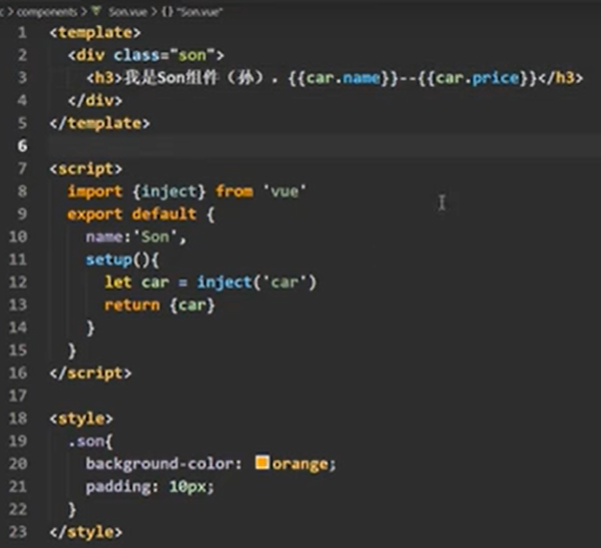 c > components > Son.vue > {} "Son.vue"
1 <template>
2 <div class="son">
3 <h3>我是Son组件（孙）, {{car.name}}--{{car.price}}</h3>
4 </div>
5 </template>
6
7 <script>
8 import {inject} from 'vue'
9 export default {
10 name:'Son',
11 setup(){
12 let car = inject('car')
13 return {car}
14 }
15 }
16 </script>
17
18 <style>
19 .son{
20 background-color: orange;
21 padding: 10px;
22 }
23 </style>